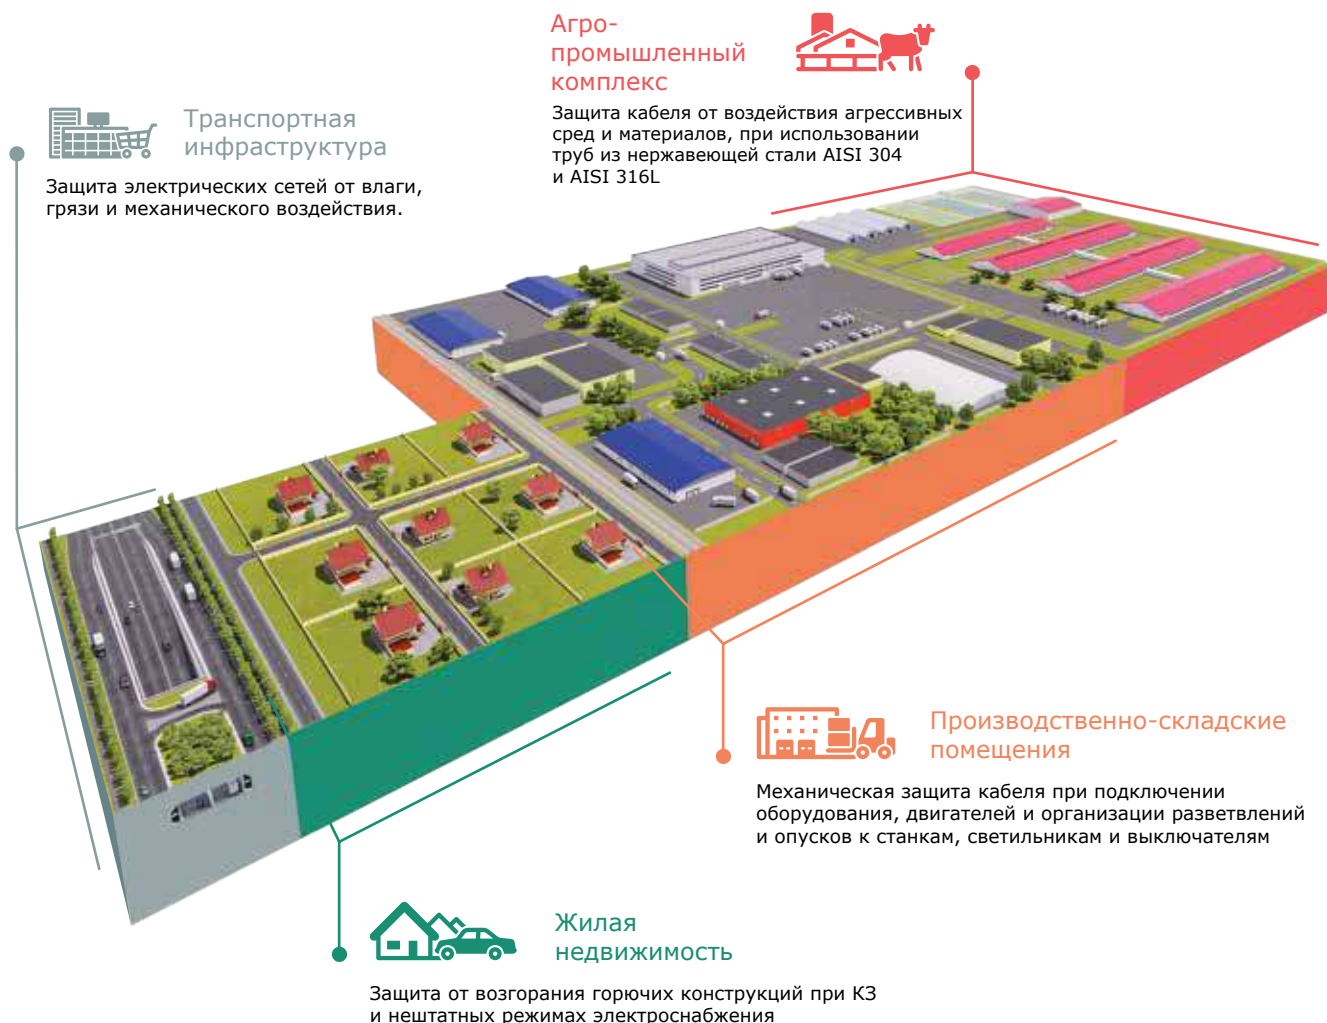 Агро-
промышленный
комплекс
Защита кабеля от воздействия агрессивных
сред и материалов, при использовании
труб из нержавеющей стали AISI 304
и AISI 316L
Транспортная
инфраструктура
Защита электрических сетей от влаги,
грязи и механического воздействия.
Производственно-складские
помещения
Механическая защита кабеля при подключении
оборудования, двигателей и организации разветвлений
и опусков к станкам, светильникам и выключателям
Жилая
недвижимость
Защита от возгорания горючих конструкций при КЗ
и нештатных режимах электроснабжения